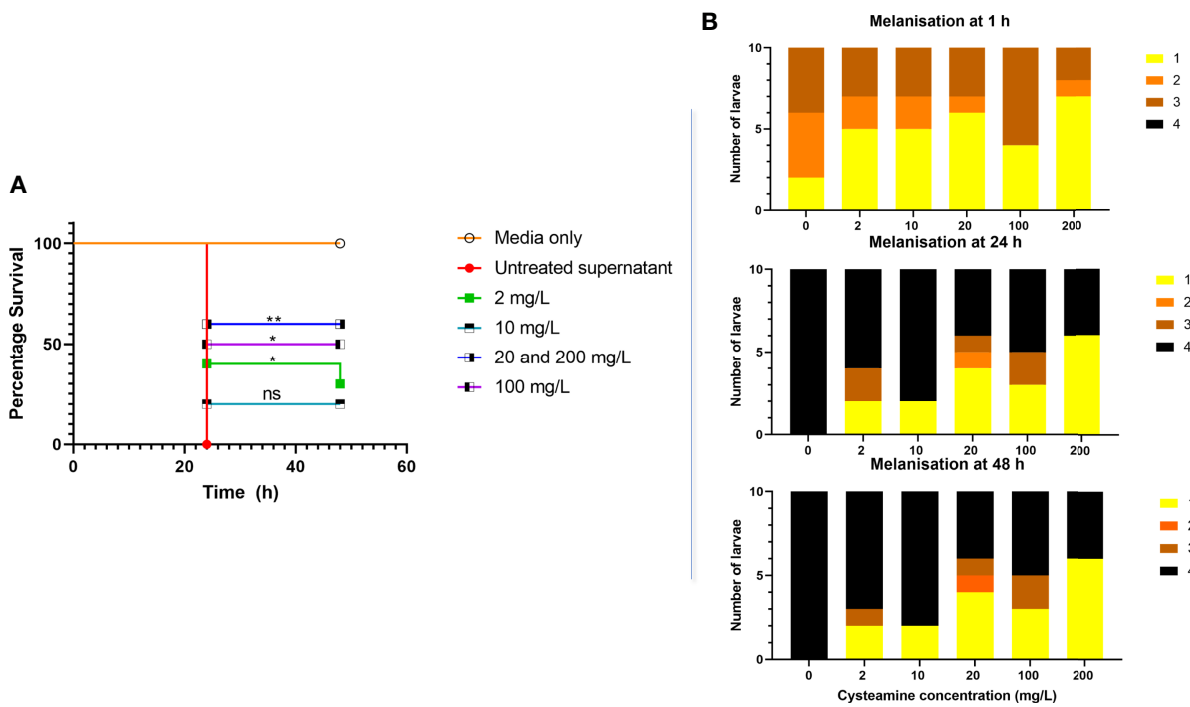 A
Percentage Survival
100
50
0
0
20
40
60
Time (h)
**
*
*
ns
Media only
Untreated supernatant
2 mg/L
10 mg/L
20 and 200 mg/L
100 mg/L
B
Melanisation at 1 h
Number of larvae
10
5
0
0 2 10 20 100 200
1
2
3
4
Melanisation at 24 h
Number of larvae
10
5
0
0 2 10 20 100 200
1
2
3
4
Melanisation at 48 h
Number of larvae
10
5
0
0 2 10 20 100 200
2
3
4
Cysteamine concentration (mg/L)